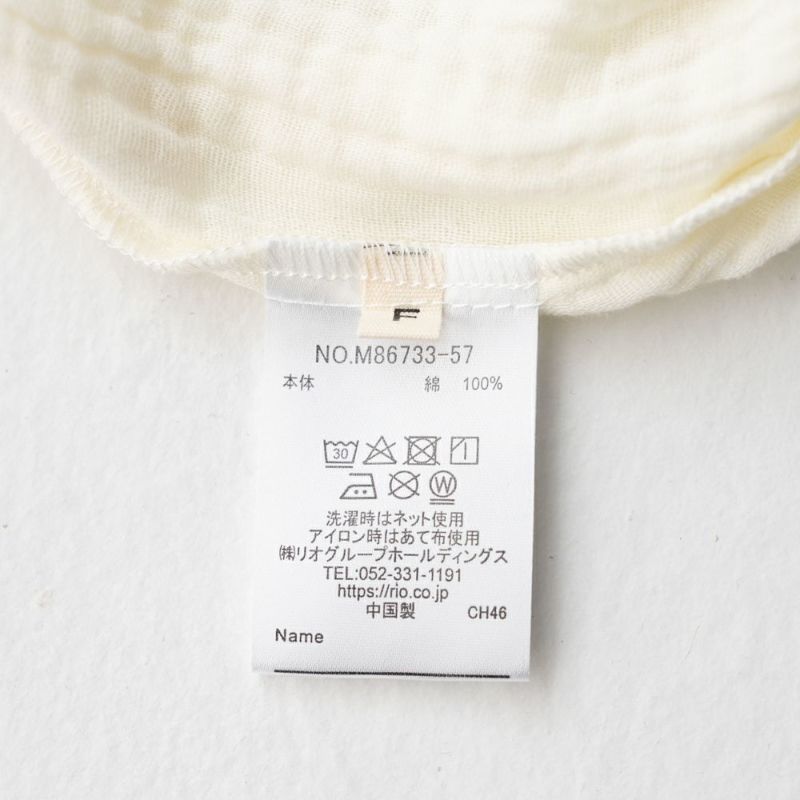 F
NO.M86733-57
本体 綿 100%
30
W
洗濯時はネット使用
アイロン時はあて布使用
㈱リオグループホールディングス
TEL:052-331-1191
https://rio.co.jp
中国製 CH46
Name